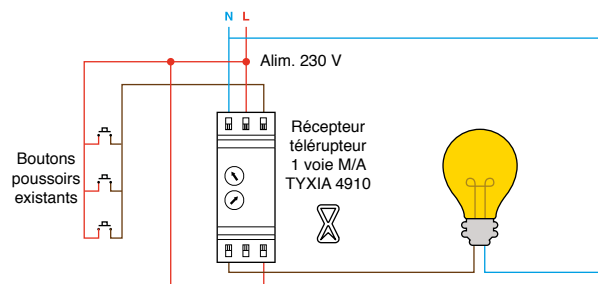 N L
Alim. 230 V
Récepteur
télérupteur
1 voie M/A
TYXIA 4910
Boutons
poussoirs
existants